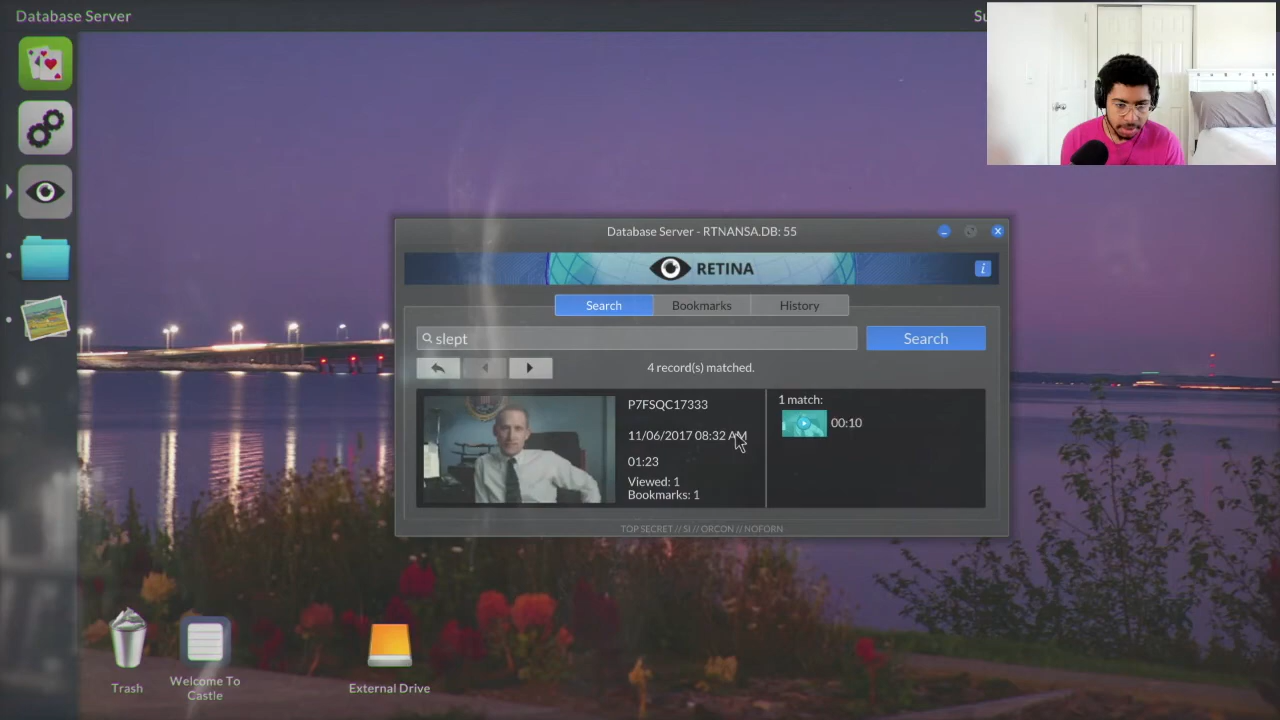 Database Server
Su
Database Server - RTNANSA.DB: 55
RETINA
i
Search
Bookmarks
History
slept
Search
4 record(s) matched.
P7FSQC17333
1 match:
00:10
11/06/2017 08:32 AM
01:23
Viewed: 1
Bookmarks: 1
TOP SECRET // SI // ORCON // NOFORN
Trash
Welcome To
Castle
External Drive